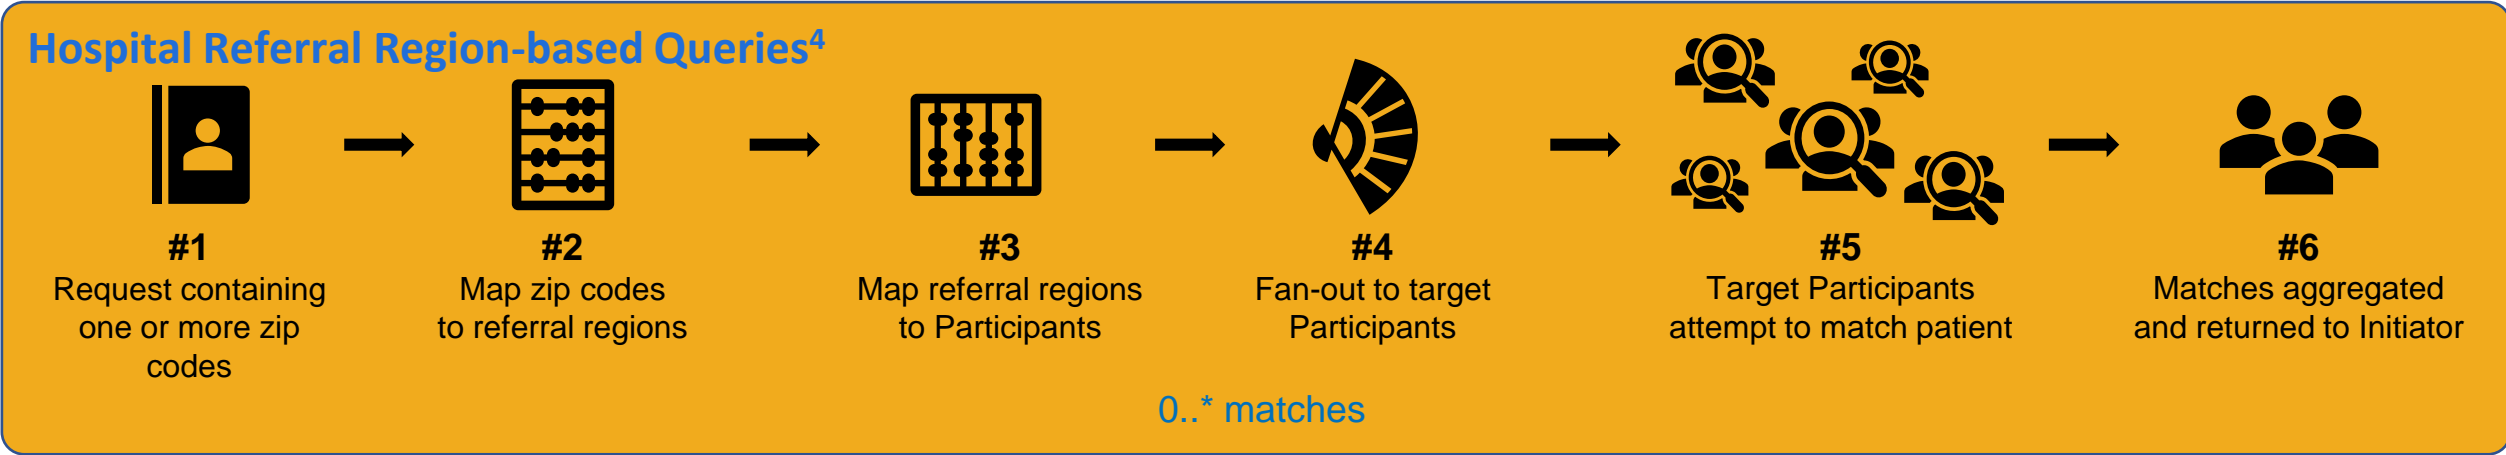 Hospital Referral Region-based Queries4
#1
Request containing
one or more zip
codes
#2
Map zip codes
to referral regions
#3
Map referral regions
to Participants
#4
Fan-out to target
Participants
#5
Target Participants
attempt to match patient
#6
Matches aggregated
and returned to Initiator
0..* matches